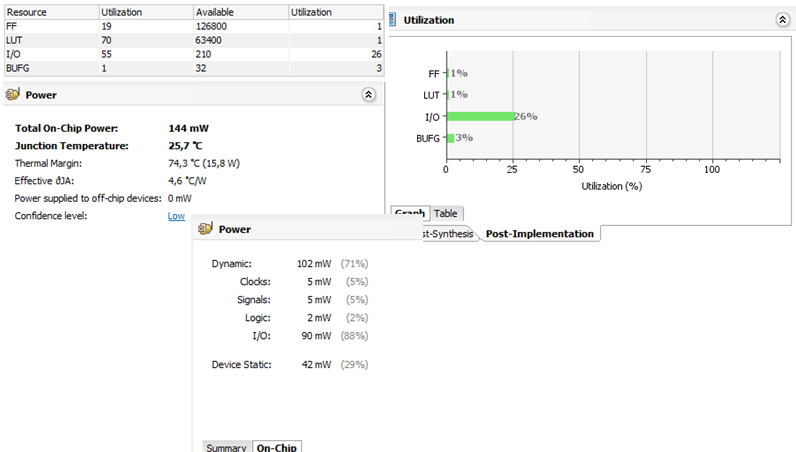 Resource Utilization Available Utilization
FF 19 126800 1
LUT 70 63400 1
I/O 55 210 26
BUFG 1 32 3
Power
Total On-Chip Power: 144 mW
Junction Temperature: 25,7 °C
Thermal Margin: 74,3 °C (15,8 W)
Effective ϑJA: 4,6 °C/W
Power supplied to off-chip devices: 0 mW
Confidence level: Low
Utilization
FF 1%
LUT 1%
I/O 26%
BUFG 3%
0 25 50 75 100
Utilization (%)
Graph Table
st-Synthesis Post-Implementation
Power
Dynamic: 102 mW (71%)
Clocks: 5 mW (5%)
Signals: 5 mW (5%)
Logic: 2 mW (2%)
I/O: 90 mW (88%)
Device Static: 42 mW (29%)
Summary On-Chip